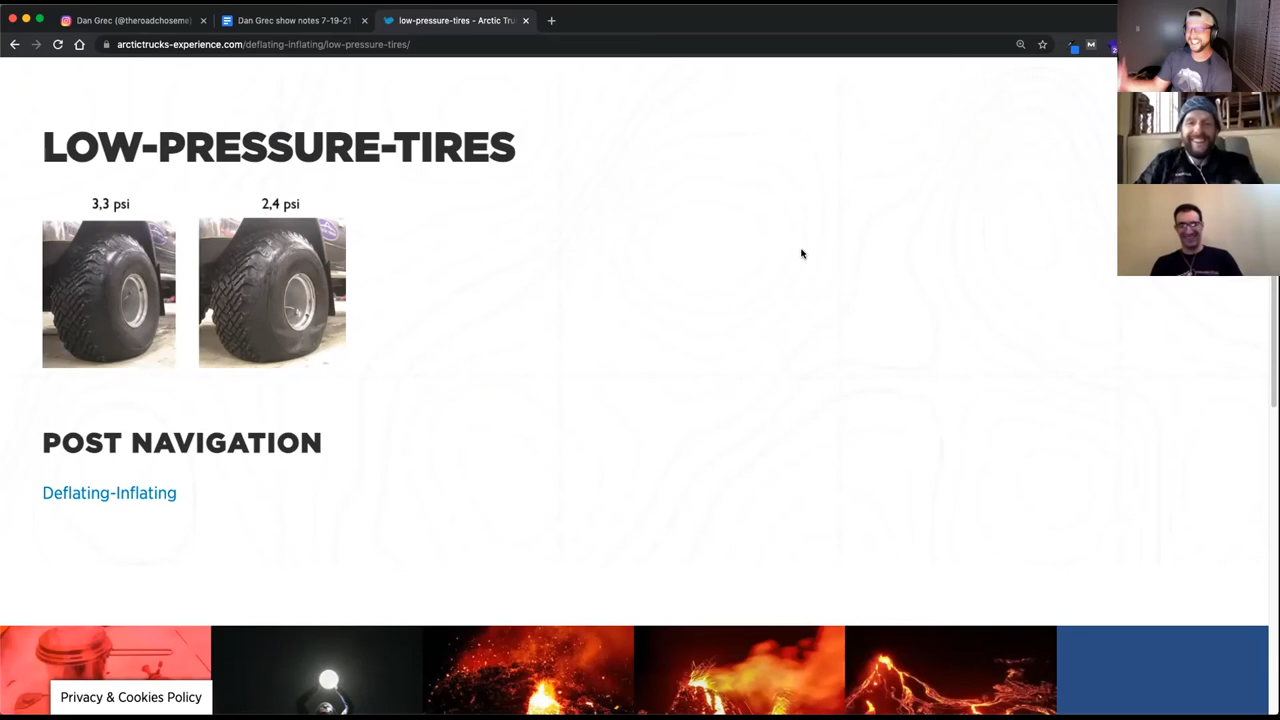 Dan Grec (@theroadchoseme)
Dan Grec show notes 7-19-21
low-pressure-tires - Arctic Tru
arctictrucks-experience.com/deflating-inflating/low-pressure-tires/
LOW-PRESSURE-TIRES
3,3 psi
2,4 psi
POST NAVIGATION
Deflating-Inflating
Privacy & Cookies Policy